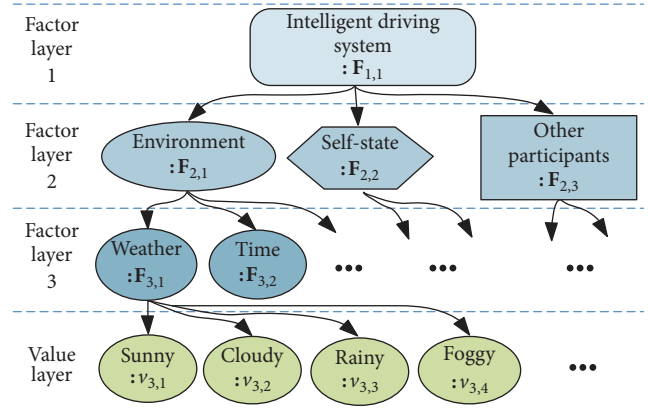 Factor
layer
1
Intelligent driving
system
: F1,1
Factor
layer
2
Environment
: F2,1
Self-state
: F2,2
Other
participants
: F2,3
Factor
layer
3
Weather
: F3,1
Time
: F3,2
•••
•••
•••
Value
layer
Sunny
: v3,1
Cloudy
: v3,2
Rainy
: v3,3
Foggy
: v3,4
•••